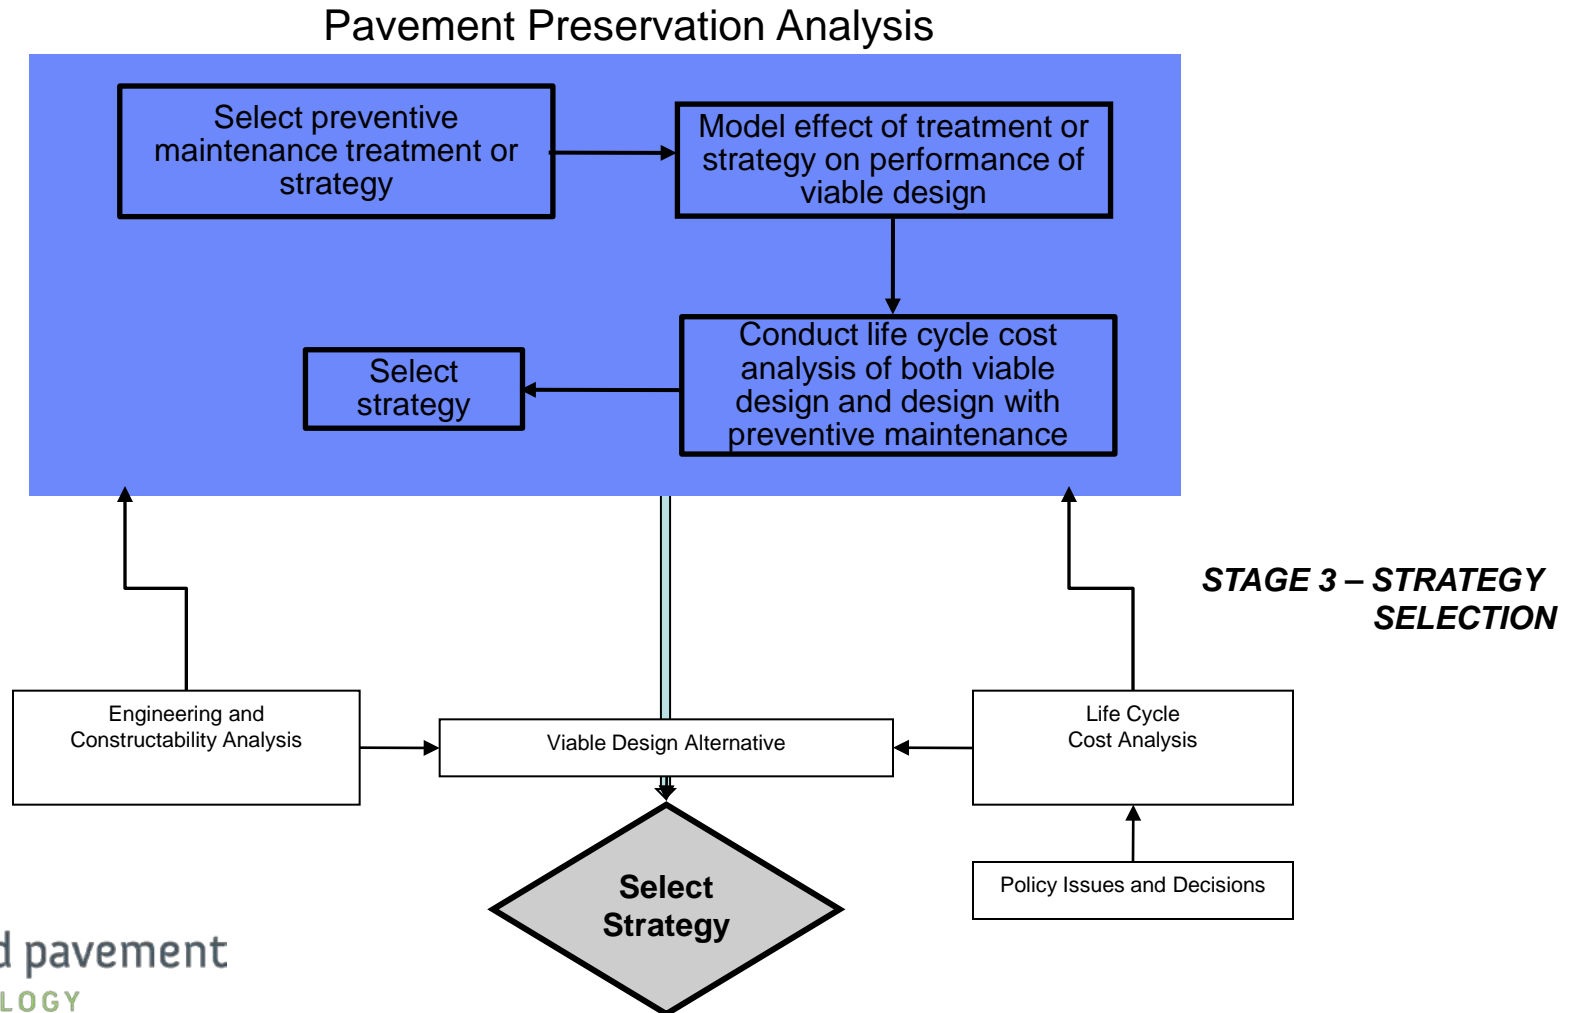 Pavement Preservation Analysis
Select preventive
maintenance treatment or
strategy
Model effect of treatment or
strategy on performance of
viable design
Select
strategy
Conduct life cycle cost
analysis of both viable
design and design with
preventive maintenance
STAGE 3 – STRATEGY
SELECTION
Engineering and
Constructability Analysis
Viable Design Alternative
Life Cycle
Cost Analysis
Select
Strategy
Policy Issues and Decisions
d pavement
LOGY